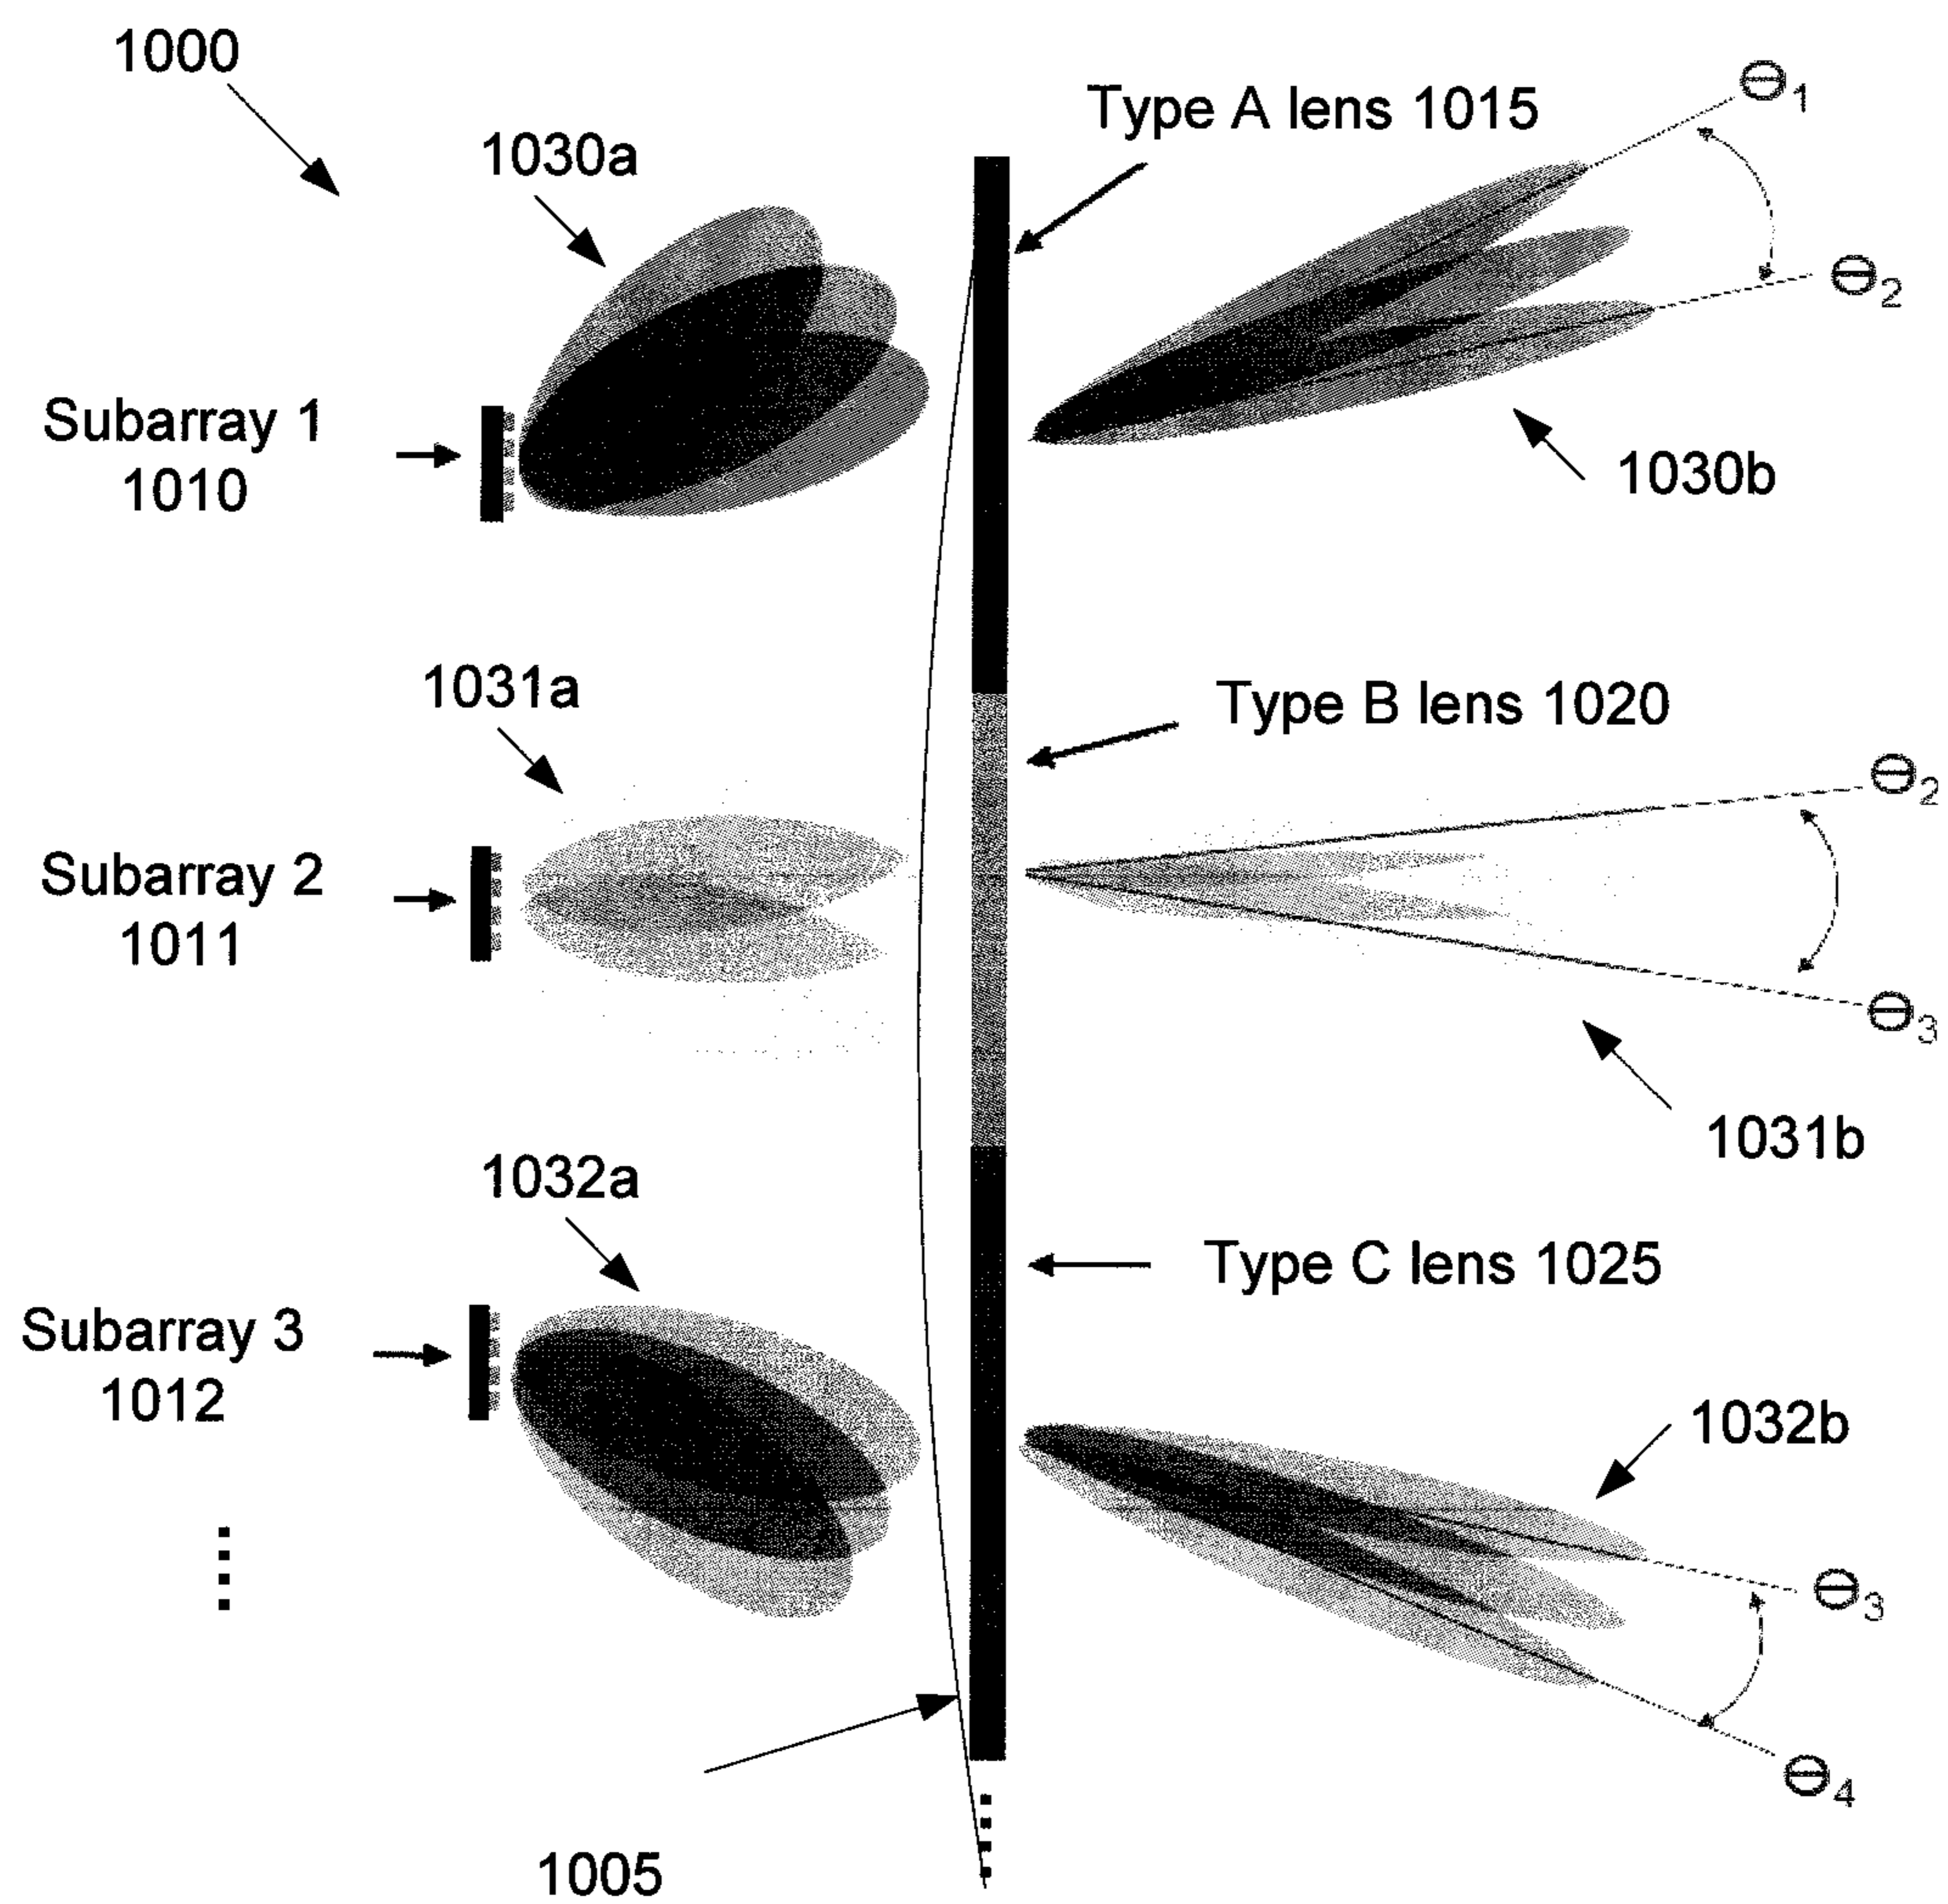 1000
1030a
Type A lens 1015
ϴ1
ϴ2
Subarray 1
1010
1030b
1031a
Type B lens 1020
ϴ2
Subarray 2
1011
ϴ3
1031b
1032a
Type C lens 1025
Subarray 3
1012
1032b
ϴ3
ϴ4
1005